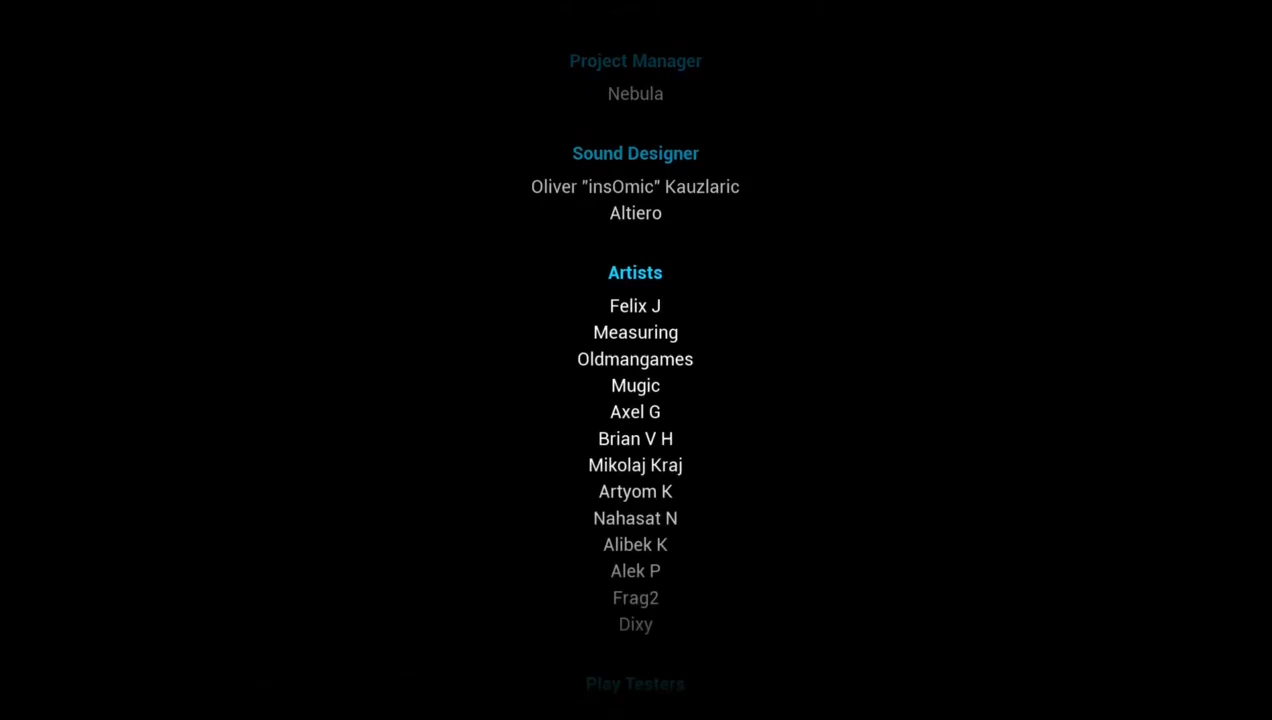 Project Manager
Nebula
Sound Designer
Oliver "insOmic" Kauzlaric
Altiero
Artists
Felix J
Measuring
Oldmangames
Mugic
Axel G
Brian V H
Mikolaj Kraj
Artyom K
Nahasat N
Alibek K
Alek P
Frag2
Dixy
Play Testers